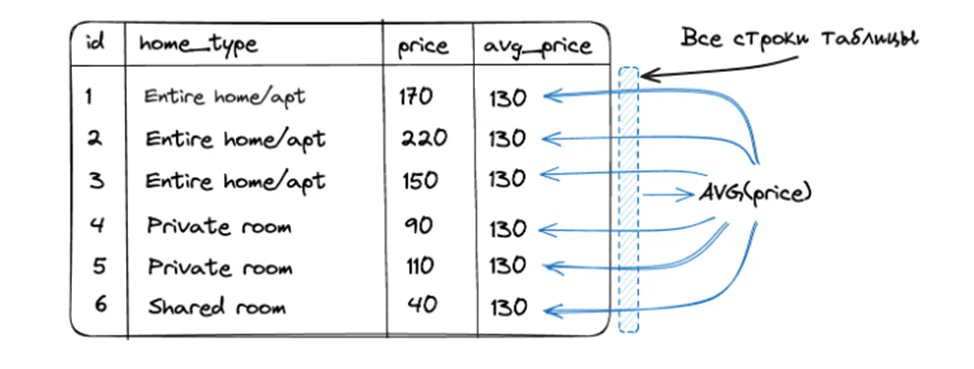 Все строки таблицы
id home_type price avg_price
1 Entire home/apt 170 130
2 Entire home/apt 220 130
3 Entire home/apt 150 130
AVG(price)
4 Private room 90 130
5 Private room 110 130
6 Shared room 40 130